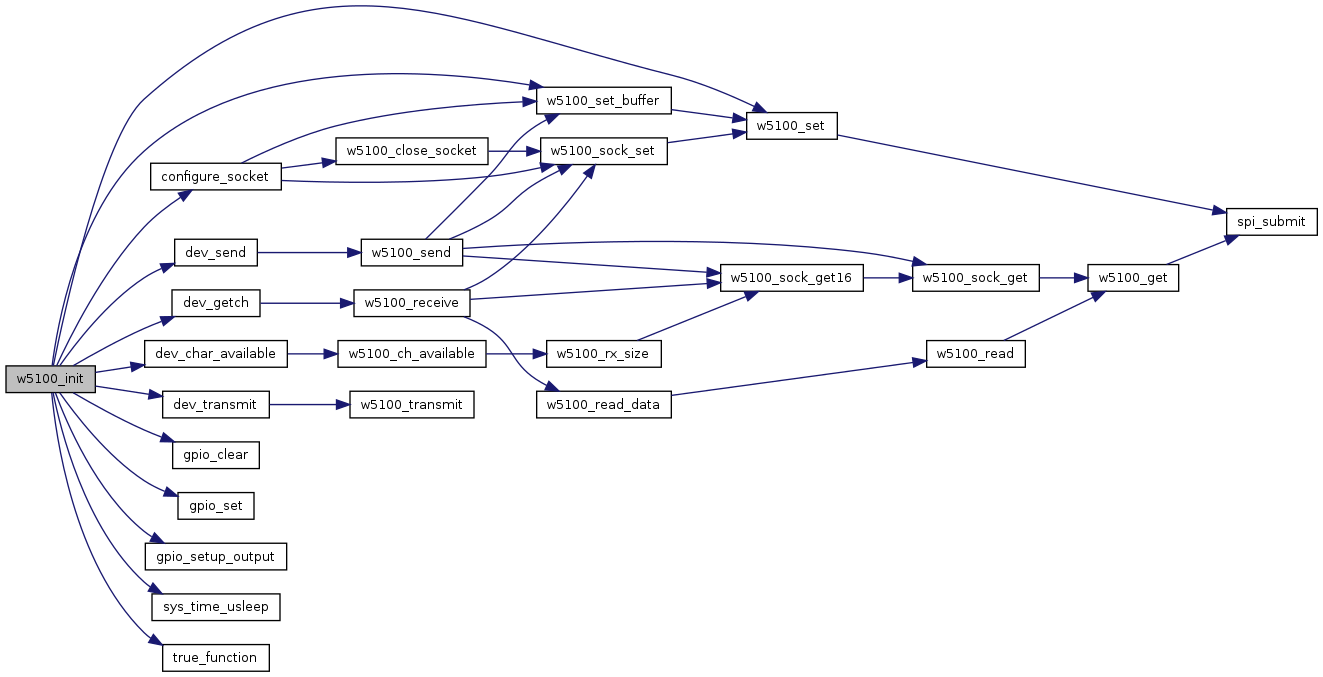 w5100_init
configure_socket
dev_send
dev_getch
dev_char_available
dev_transmit
gpio_clear
gpio_set
gpio_setup_output
sys_time_usleep
true_function
w5100_close_socket
w5100_send
w5100_receive
w5100_ch_available
w5100_transmit
w5100_set_buffer
w5100_sock_set
w5100_rx_size
w5100_read_data
w5100_set
w5100_sock_get16
w5100_sock_get
w5100_read
w5100_get
spi_submit